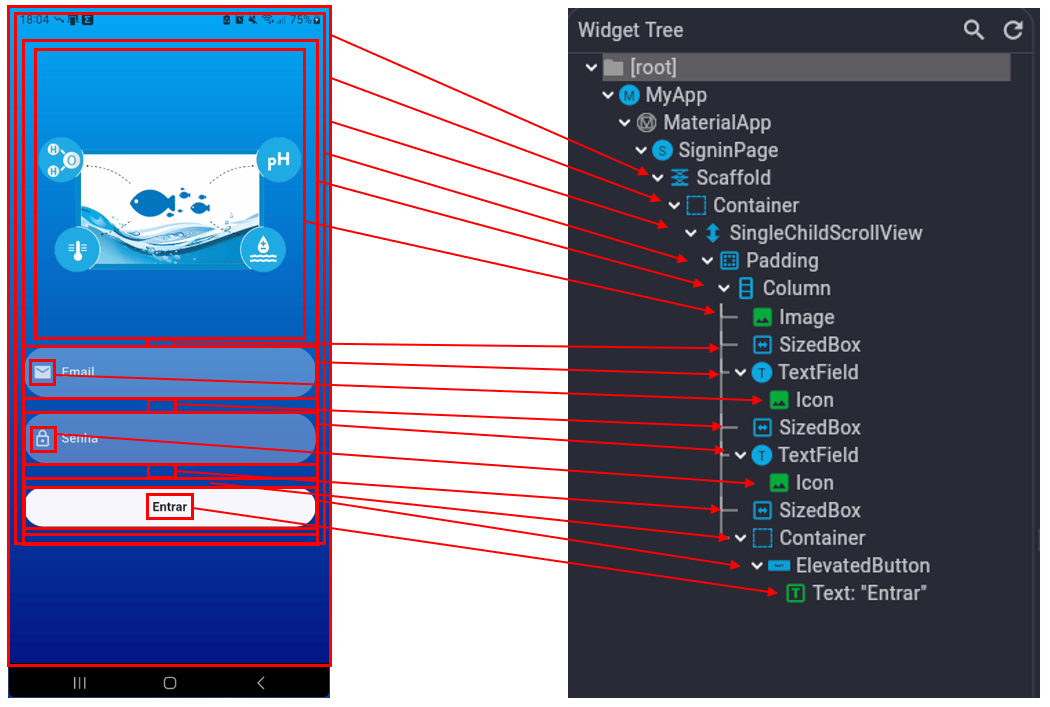 18:04
75%
H
O
H
pH
Email
Senha
Entrar
Widget Tree
[root]
M MyApp
MaterialApp
S SigninPage
Scaffold
Container
SingleChildScrollView
Padding
Column
Image
SizedBox
T TextField
Icon
SizedBox
T TextField
Icon
SizedBox
Container
ElevatedButton
T Text: "Entrar"